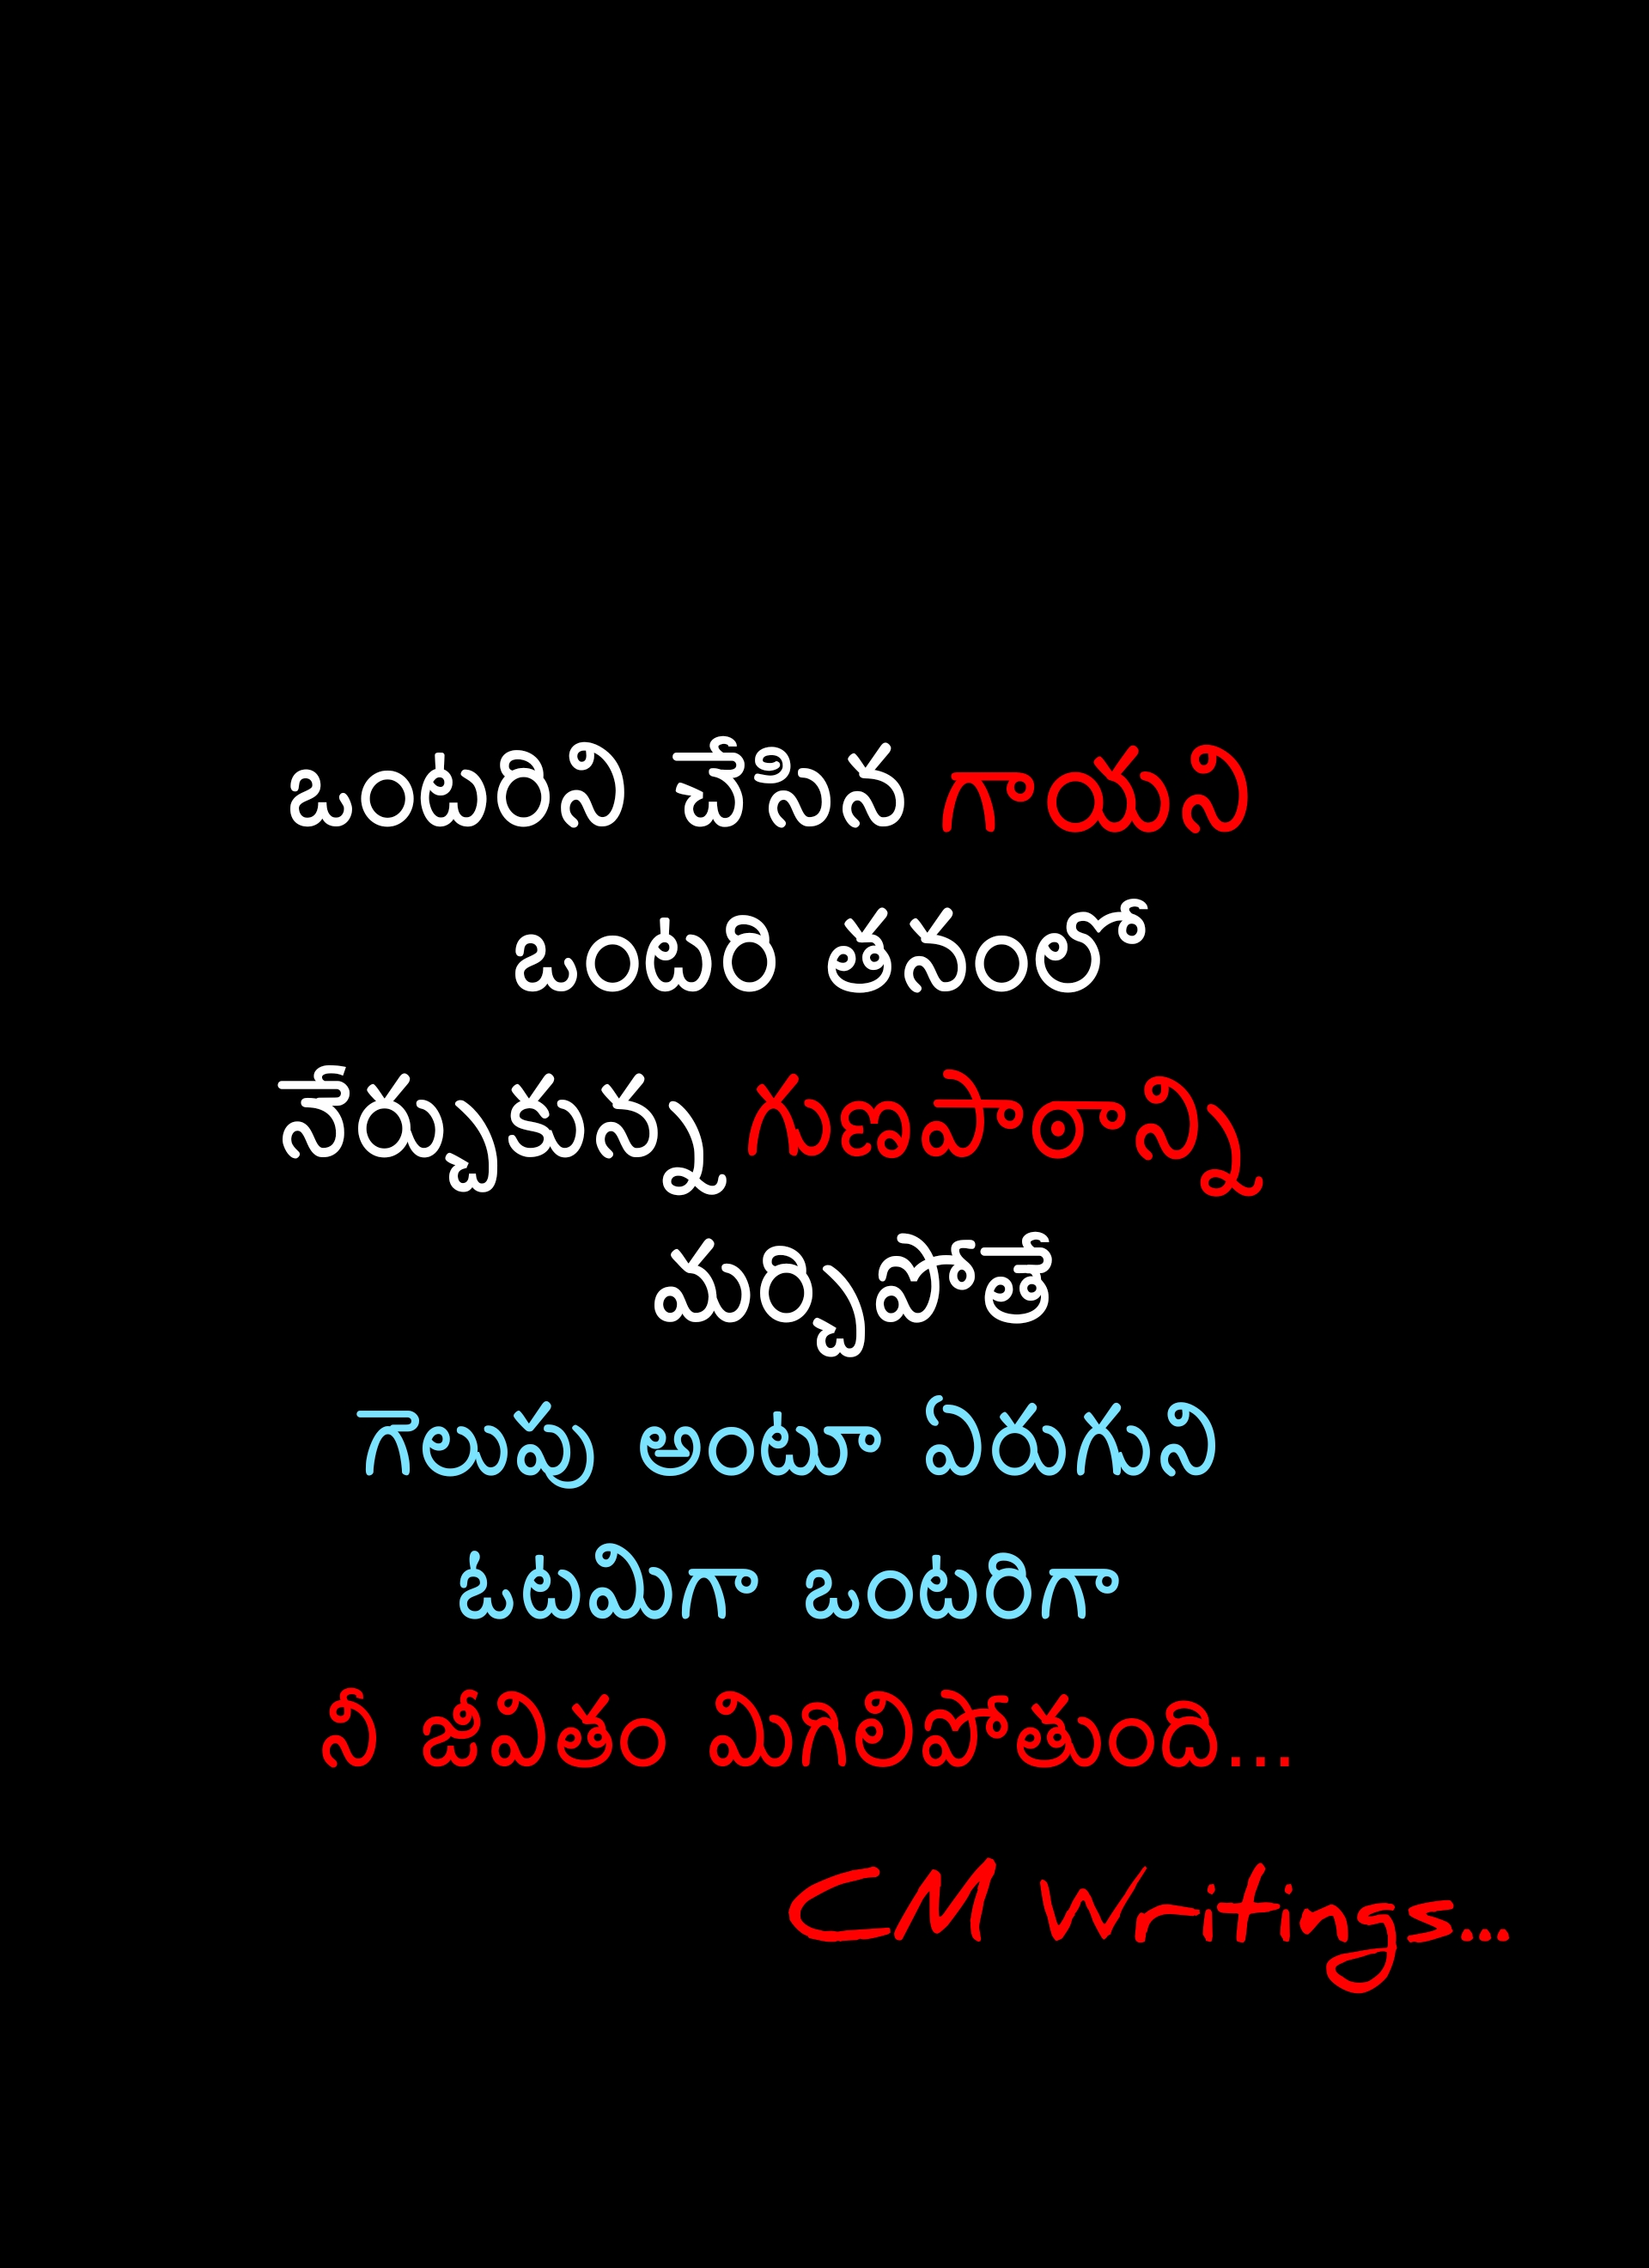 ఒంటరిని చేసిన గాయని
ఒంటరి తనంలో
నేర్చుకున్న గుణపాఠాన్ని
మర్చిపోతే
గెలుపు అంటూ ఏరుగుని
ఓటమిగా ఒంటరిగా
నీ జీవితం మిగిలిపోతుంది...
CM Writings...